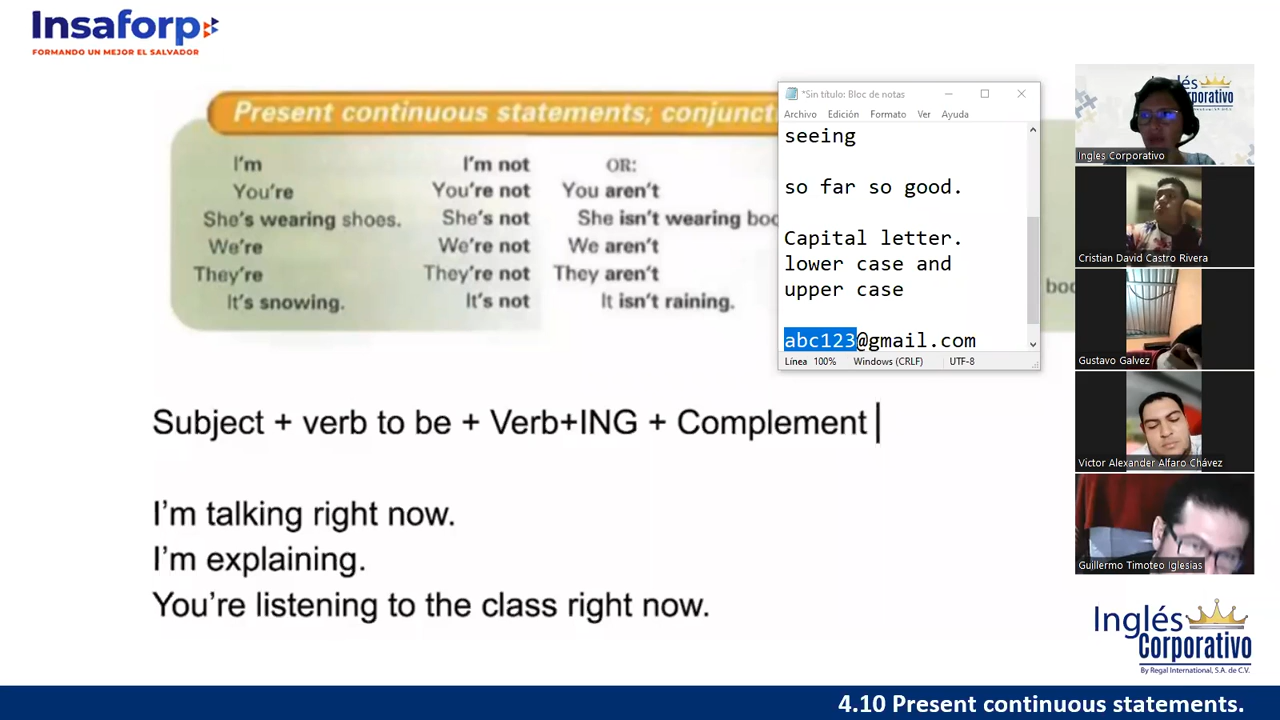 Insaforp
FORMANDO UN MEJOR EL SALVADOR
Present continuous statements; conjunct
I'm I'm not OR:
You're You're not You aren't
She's wearing shoes. She's not She isn't wearing boo
We're We're not We aren't
They're They're not They aren't
It's snowing. It's not It isn't raining.
boo
*Sin título: Bloc de notas
Archivo Edición Formato Ver Ayuda
seeing
so far so good.
Capital letter.
lower case and
upper case
abc123@gmail.com
Línea 100% Windows (CRLF) UTF-8
Subject + verb to be + Verb+ING + Complement
I'm talking right now.
I'm explaining.
You're listening to the class right now.
Inglés
Corporativo
Ingles Corporativo
Cristian David Castro Rivera
Gustavo Galvez
Victor Alexander Alfaro Chávez
Guillermo Timoteo Iglesias
Inglés
Corporativo
By Regal International, S.A. de C.V.
4.10 Present continuous statements.